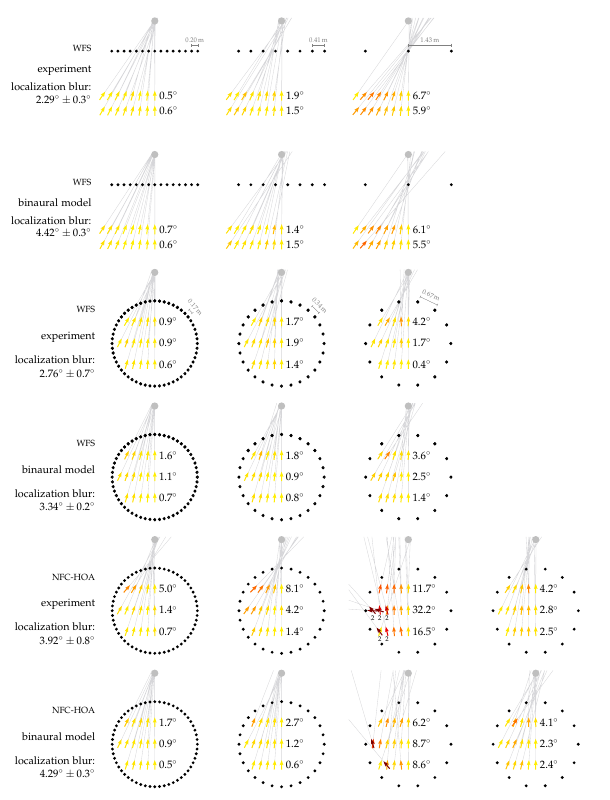 0.20 m
0.41 m
1.43 m
WFS
experiment
localization blur:
2.29° ± 0.3°
0.5°
1.9°
6.7°
0.6°
1.5°
5.9°
WFS
binaural model
localization blur:
4.42° ± 0.3°
0.7°
1.4°
6.1°
0.6°
1.5°
5.5°
0.17 m
0.34 m
0.67 m
WFS
experiment
localization blur:
2.76° ± 0.7°
0.9°
1.7°
4.2°
0.9°
1.9°
1.7°
0.6°
1.4°
0.4°
WFS
binaural model
localization blur:
3.34° ± 0.2°
1.6°
1.8°
3.6°
1.1°
0.9°
2.5°
0.7°
0.8°
1.4°
NFC-HOA
experiment
localization blur:
3.92° ± 0.8°
5.0°
8.1°
11.7°
4.2°
1.4°
4.2°
32.2°
2.8°
2 2 2
0.7°
1.4°
16.5°
2.5°
2 2
NFC-HOA
binaural model
localization blur:
4.29° ± 0.3°
1.7°
2.7°
6.2°
4.1°
0.9°
1.2°
8.7°
2.3°
0.5°
0.6°
8.6°
2.4°